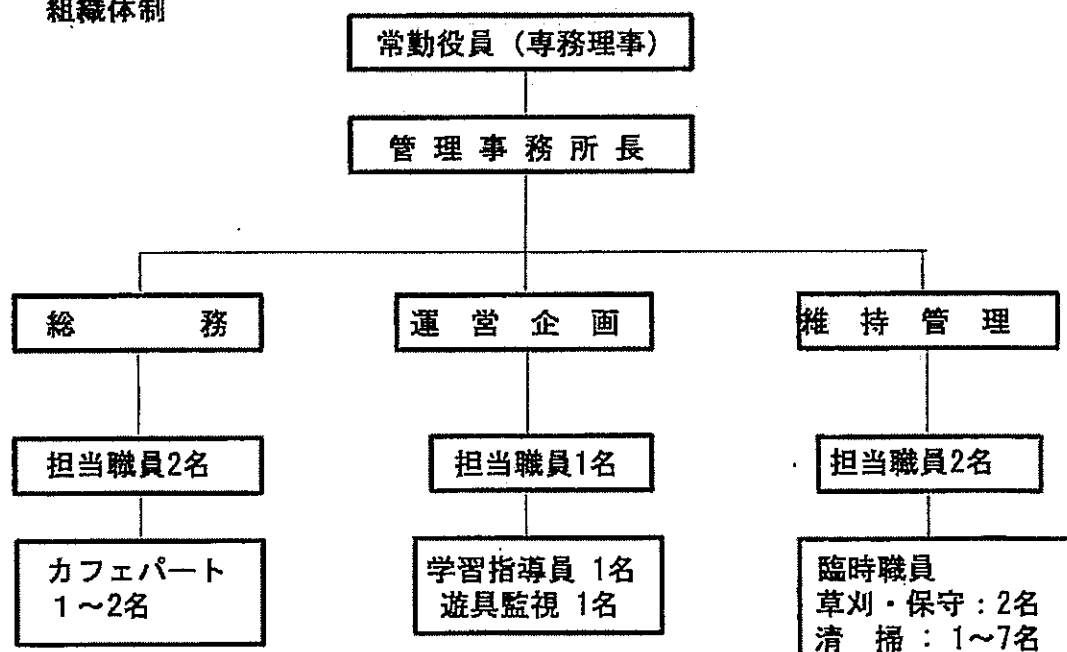 組織体制
常勤役員（専務理事）
管理事務所長
総務
運営企画
維持管理
担当職員2名
担当職員1名
担当職員2名
カフェパート
1～2名
学習指導員 1名
遊具監視 1名
臨時職員
草刈・保守：2名
清 掃：1～7名